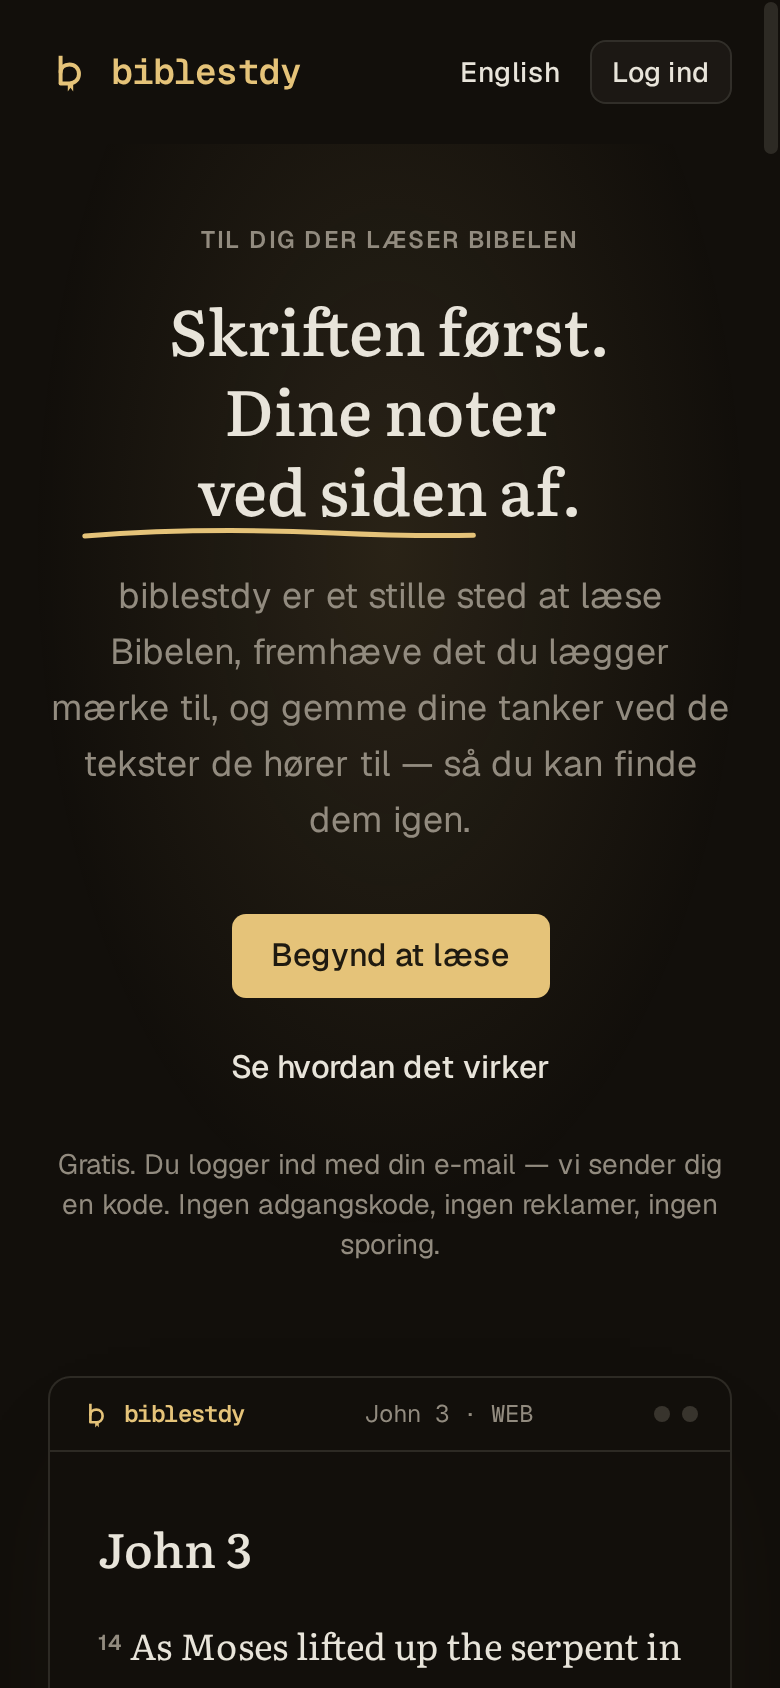 biblestdy
English
Log ind
TIL DIG DER LÆSER BIBELEN
Skriften først.
Dine noter
ved siden af.
biblestdy er et stille sted at læse
Bibelen, fremhæve det du lægger
mærke til, og gemme dine tanker ved de
tekster de hører til — så du kan finde
dem igen.
Begynd at læse
Se hvordan det virker
Gratis. Du logger ind med din e-mail — vi sender dig
en kode. Ingen adgangskode, ingen reklamer, ingen
sporing.
biblestdy
John 3 · WEB
John 3
14 As Moses lifted up the serpent in